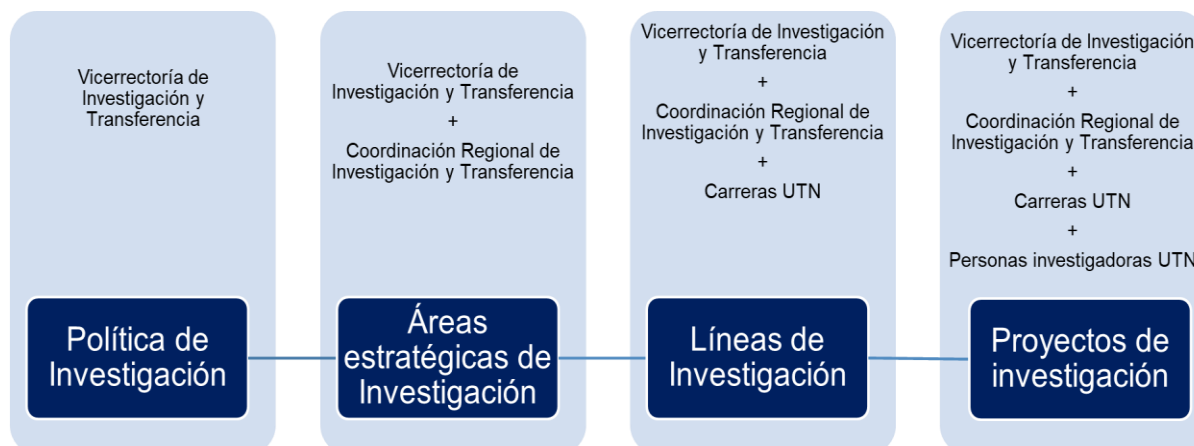 Vicerrectoría de
Investigación y
Transferencia
Política de
Investigación
Vicerrectoría de
Investigación y Transferencia
+
Coordinación Regional de
Investigación y Transferencia
Áreas
estratégicas de
Investigación
Vicerrectoría de Investigación
y Transferencia
+
Coordinación Regional de
Investigación y Transferencia
+
Carreras UTN
Líneas de
Investigación
Vicerrectoría de Investigación
y Transferencia
+
Coordinación Regional de
Investigación y Transferencia
+
Carreras UTN
+
Personas investigadoras UTN
Proyectos de
investigación